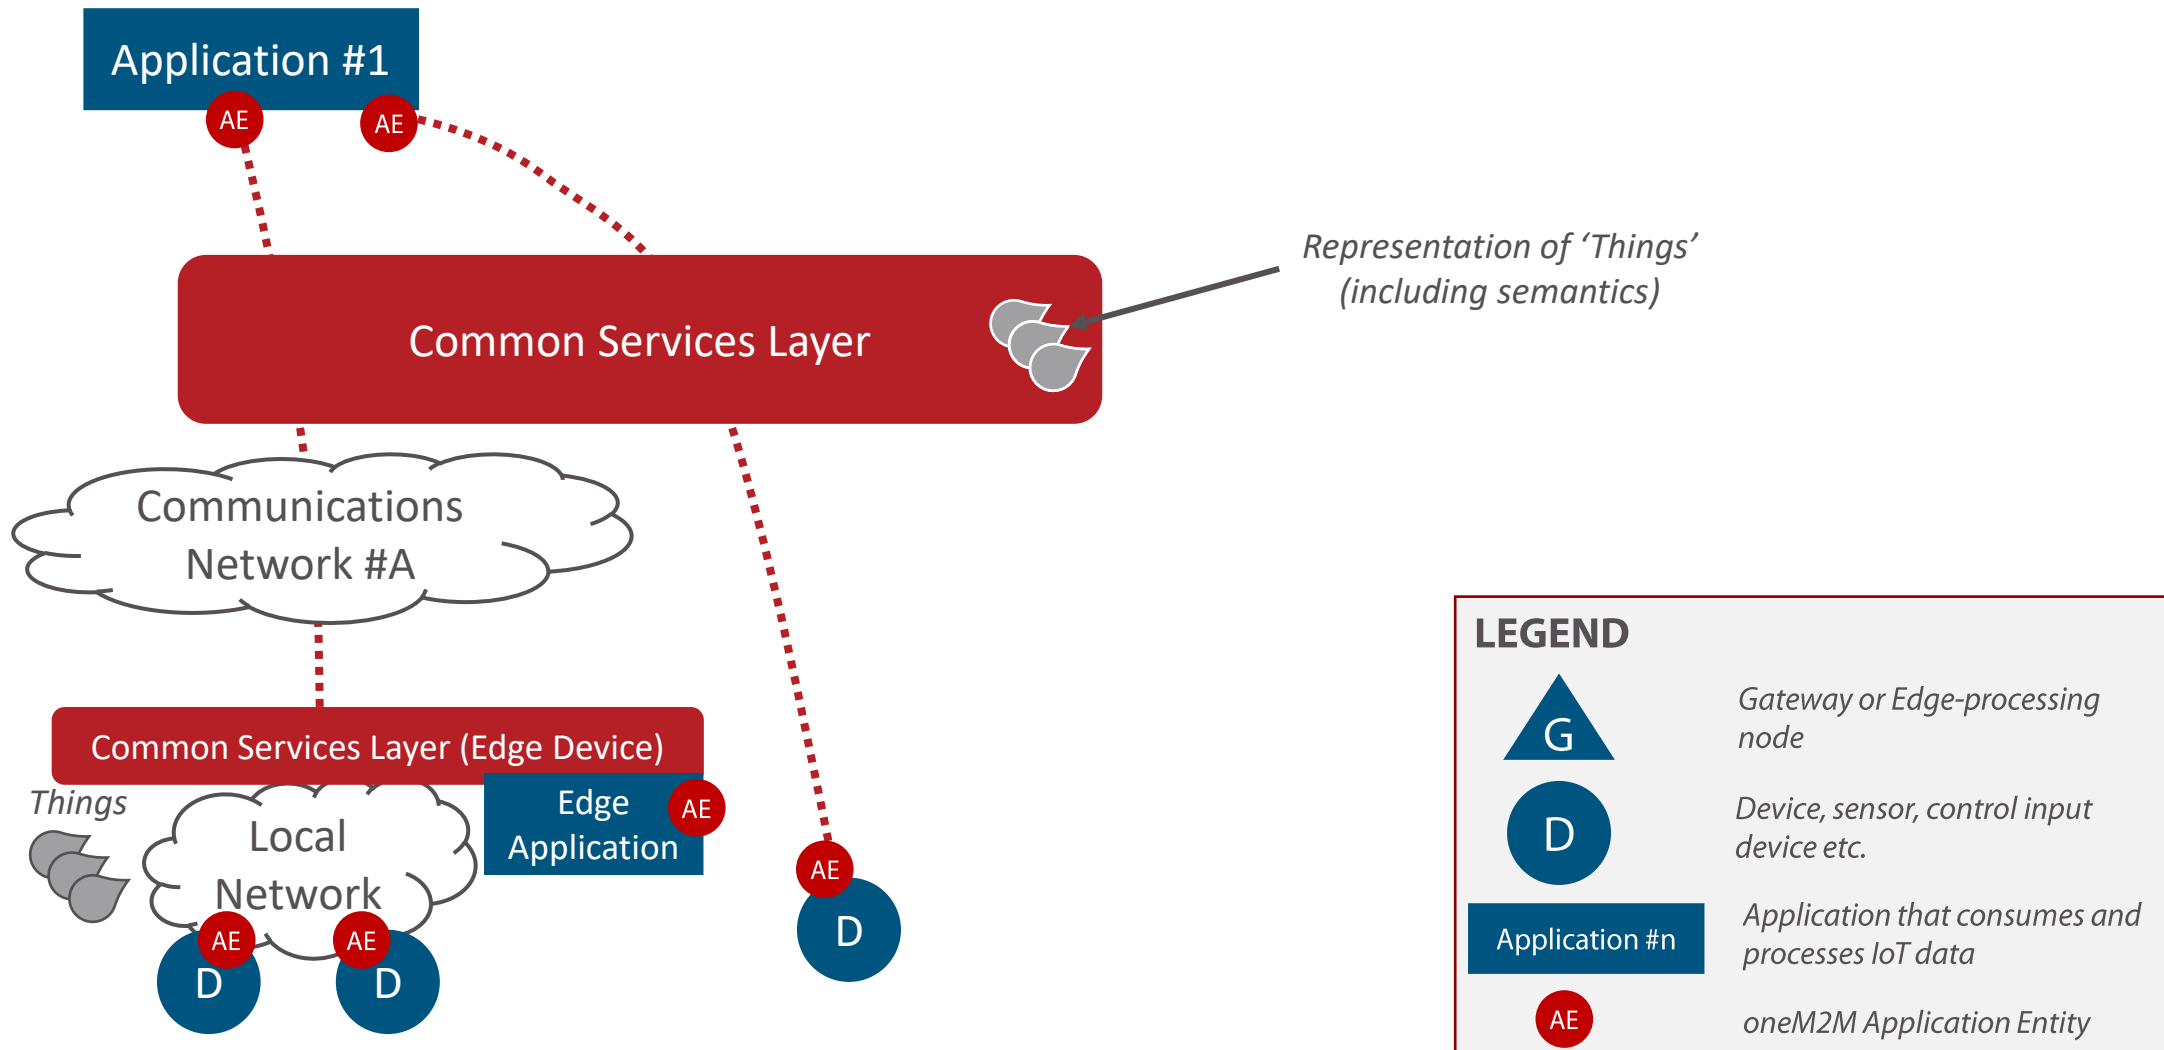 Application #1
AE
AE
Representation of ‘Things’
(including semantics)
Common Services Layer
Communications
Network #A
Common Services Layer (Edge Device)
Things
Local
Network
Edge
Application
AE
AE
D
AE
D
AE
D
LEGEND
G
Gateway or Edge-processing
node
D
Device, sensor, control input
device etc.
Application #n
Application that consumes and
processes IoT data
AE
oneM2M Application Entity